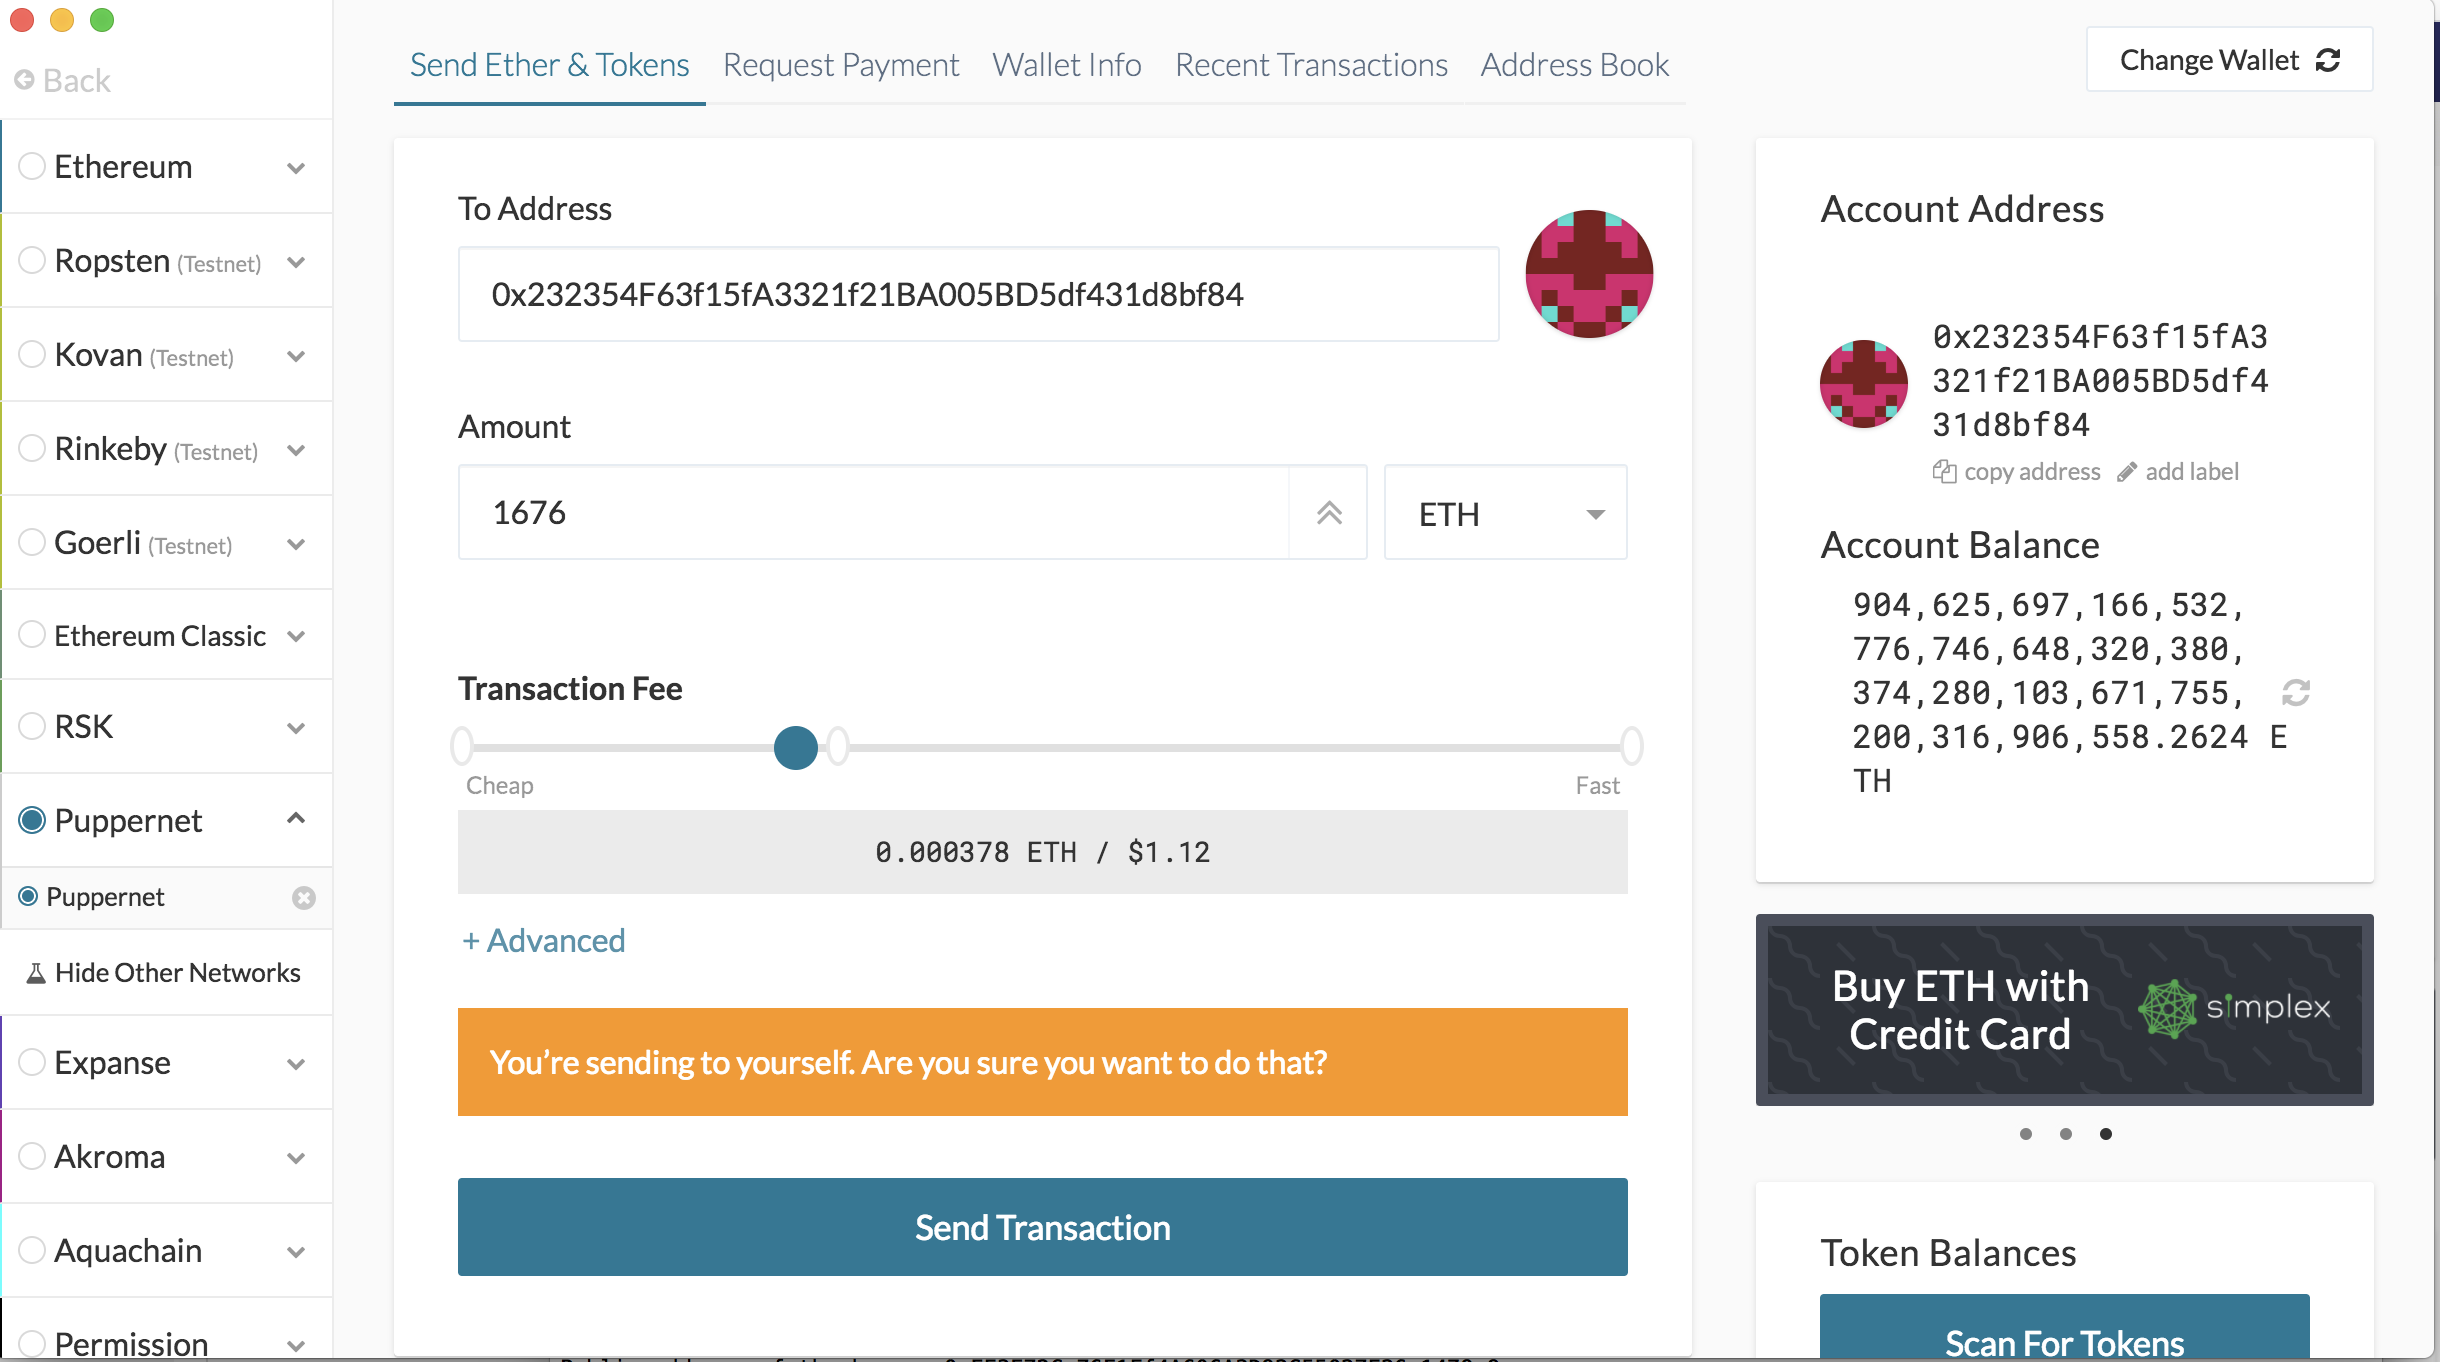 Back
Ethereum
Ropsten (Testnet)
Kovan (Testnet)
Rinkeby (Testnet)
Goerli (Testnet)
Ethereum Classic
RSK
Puppernet
Puppernet
Hide Other Networks
Expanse
Akroma
Aquachain
Permission
Send Ether & Tokens
Request Payment
Wallet Info
Recent Transactions
Address Book
Change Wallet
To Address
0x232354F63f15fA3321f21BA005BD5df431d8bf84
Amount
1676
ETH
Transaction Fee
Cheap
Fast
0.000378 ETH / $1.12
+ Advanced
You’re sending to yourself. Are you sure you want to do that?
Send Transaction
Account Address
0x232354F63f15fA3
321f21BA005BD5df4
31d8bf84
copy address
add label
Account Balance
904,625,697,166,532,
776,746,648,320,380,
374,280,103,671,755,
200,316,906,558.2624 E
TH
Buy ETH with
Credit Card
simplex
Token Balances
Scan For Tokens